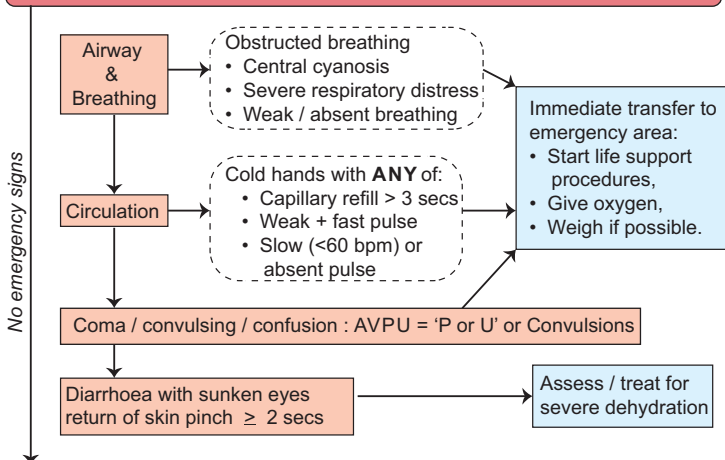 Airway
&
Breathing
Obstructed breathing
• Central cyanosis
• Severe respiratory distress
• Weak / absent breathing
Immediate transfer to
emergency area:
• Start life support
procedures,
• Give oxygen,
• Weigh if possible.
Circulation
Cold hands with ANY of:
• Capillary refill > 3 secs
• Weak + fast pulse
• Slow (<60 bpm) or
absent pulse
No emergency signs
Coma / convulsing / confusion : AVPU = ‘P or U’ or Convulsions
Diarrhoea with sunken eyes
return of skin pinch ≥ 2 secs
Assess / treat for
severe dehydration